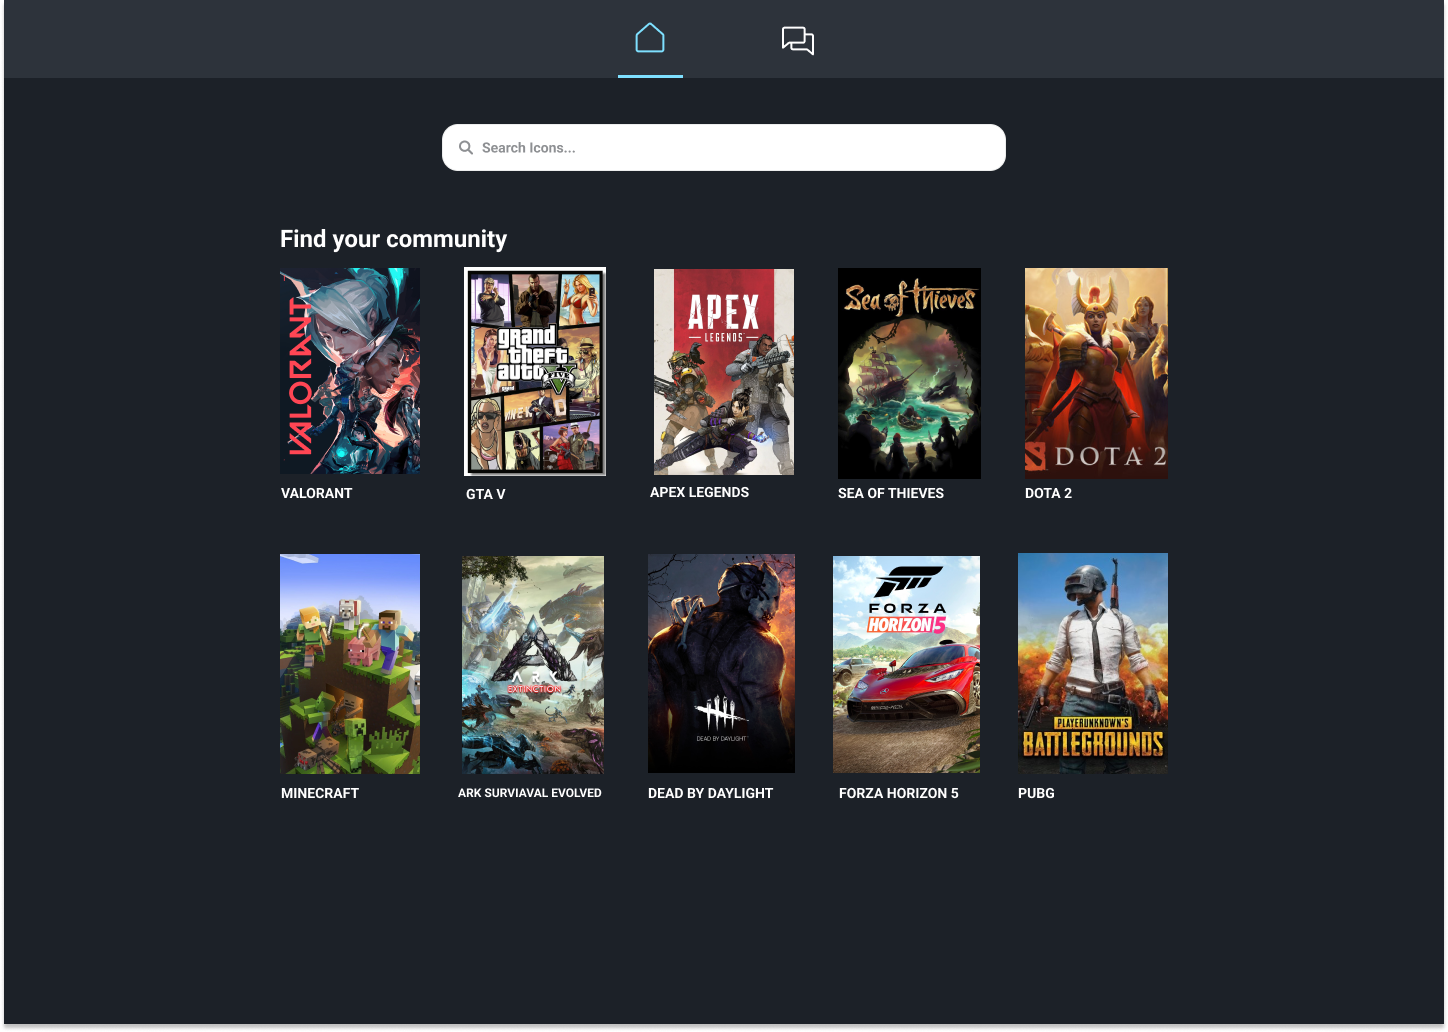 Search Icons...
Find your community
VALORANT
grand
theft
auto
FIVE
V
APEX
LEGENDS
Sea of Thieves
DOTA 2
VALORANT
GTA V
APEX LEGENDS
SEA OF THIEVES
DOTA 2
ARK
EXTINCTION
DEAD BY DAYLIGHT
FORZA
HORIZON 5
PLAYERUNKNOWN'S
BATTLEGROUNDS
MINECRAFT
ARK SURVIAVAL EVOLVED
DEAD BY DAYLIGHT
FORZA HORIZON 5
PUBG